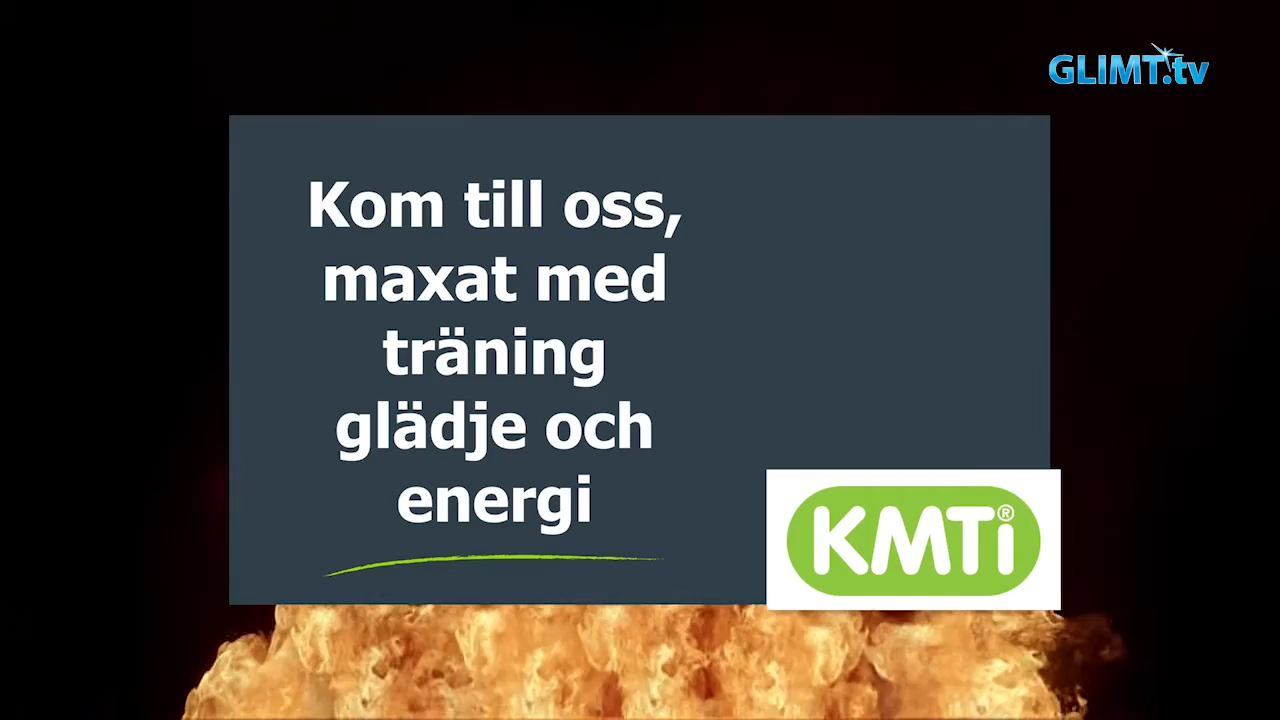 GLIMT.tv
Kom till oss,
maxat med
träning
glädje och
energi
KMTi®